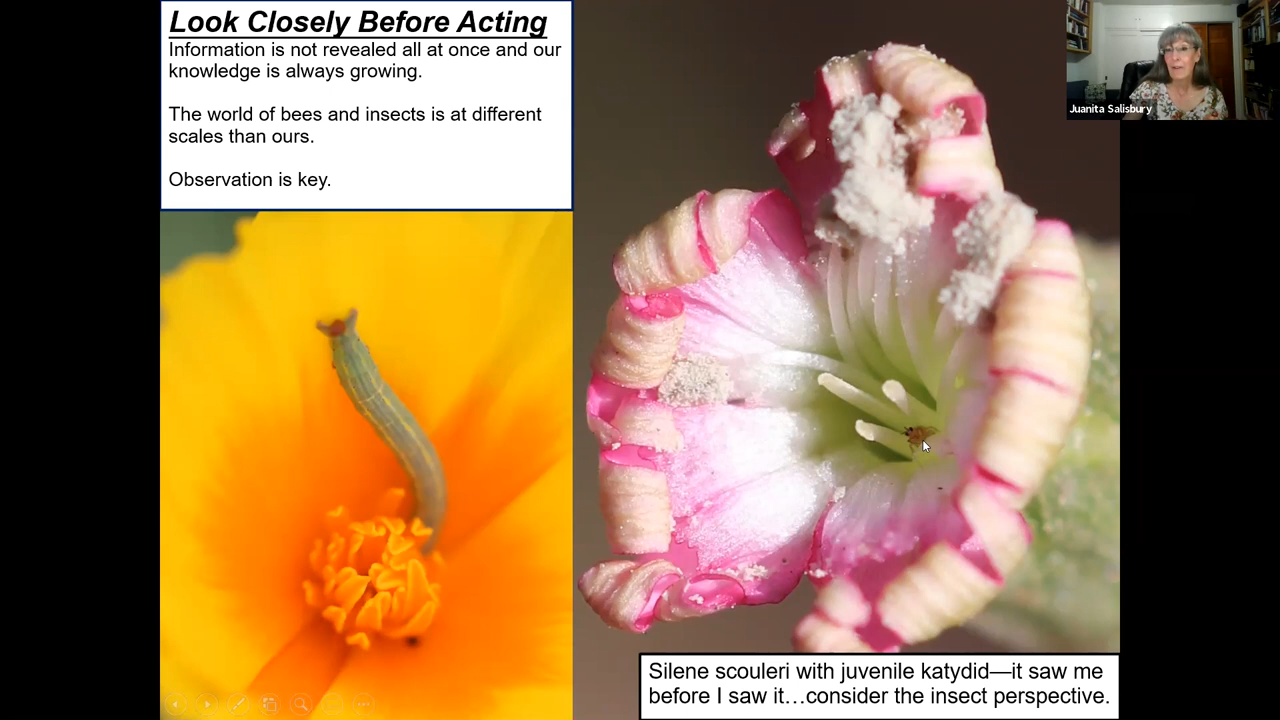 Look Closely Before Acting
Information is not revealed all at once and our
knowledge is always growing.
The world of bees and insects is at different
scales than ours.
Observation is key.
Juanita Salisbury
Silene scouleri with juvenile katydid—it saw me
before I saw it…consider the insect perspective.